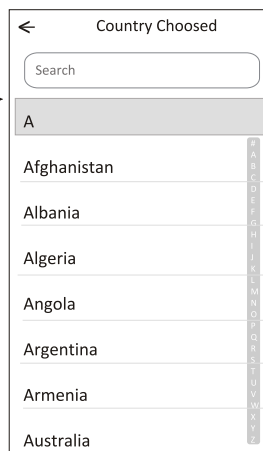 Country Choosed
Search
A
Afghanistan
Albania
Algeria
Angola
Argentina
Armenia
Australia
#
A
B
C
D
E
F
G
H
I
J
K
L
M
N
O
P
Q
R
S
T
U
V
W
X
Y
Z